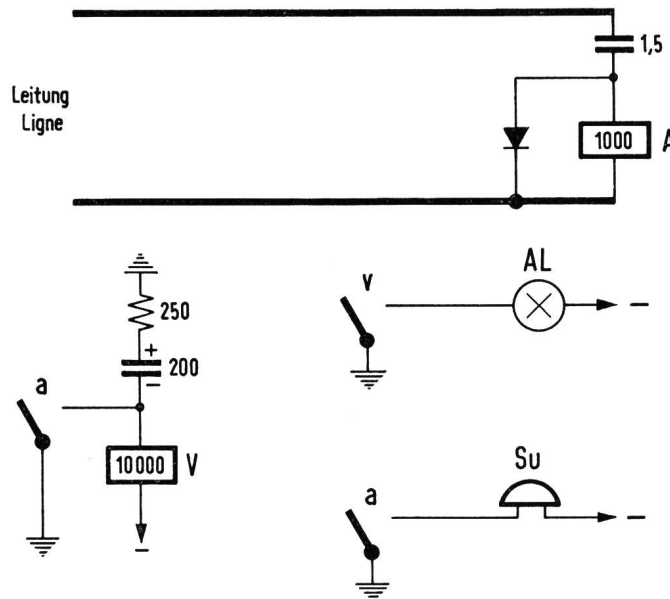 1,5
Leitung
Ligne
1000 A
AL
v
–
250
+
200
–
a
10000 V
–
Su
a
–